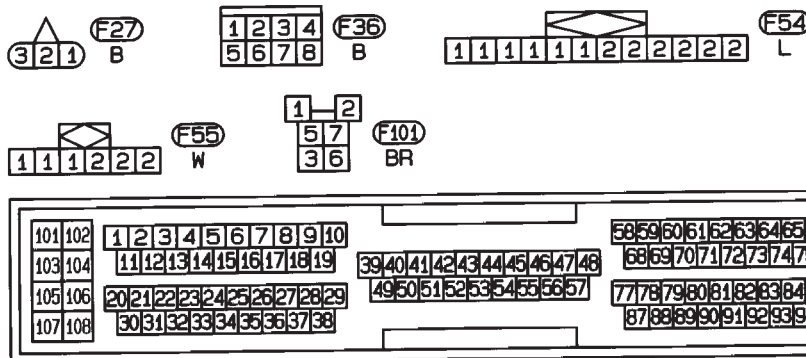 1 2 3 4 F36
3 2 1 F27 5 6 7 8 B
B
F54
1 1 1 1 1 1 2 2 2 2 2 2 L
1 2 F101
F55 5 7
1 1 1 2 2 2 W 3 6 BR
101 102 1 2 3 4 5 6 7 8 9 10 58 59 60 61 62 63 64 65
103 104 11 12 13 14 15 16 17 18 19 39 40 41 42 43 44 45 46 47 48 68 69 70 71 72 73 74
105 106 20 21 22 23 24 25 26 27 28 29 49 50 51 52 53 54 55 56 57 77 78 79 80 81 82 83 84
107 108 30 31 32 33 34 35 36 37 38 87 88 89 90 91 92 93